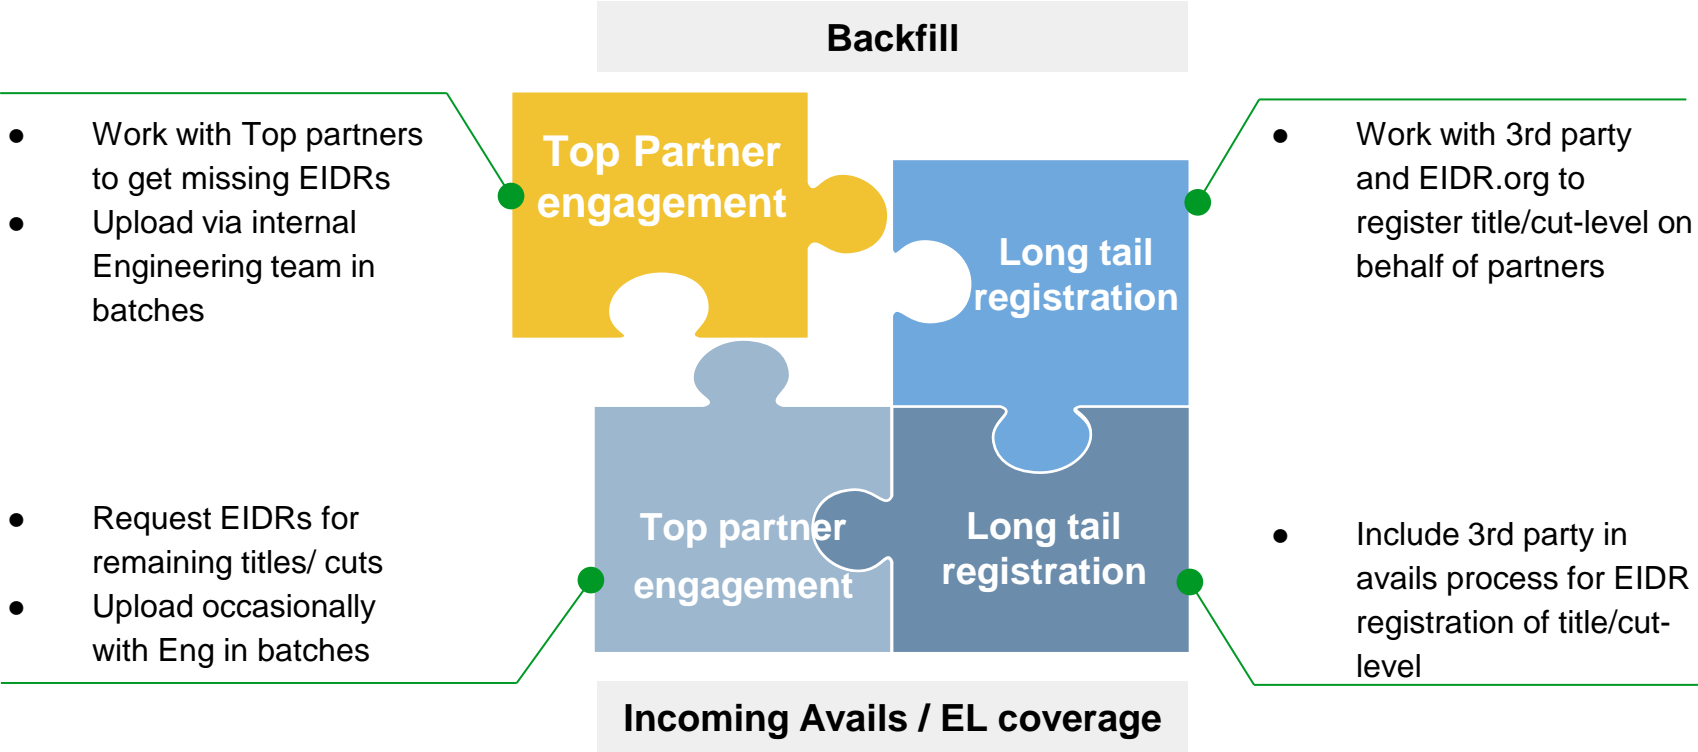 Backfill
● Work with Top partners
to get missing EIDRs
● Upload via internal
Engineering team in
batches
Top Partner
engagement
Long tail
registration
● Work with 3rd party
and EIDR.org to
register title/cut-level on
behalf of partners
● Request EIDRs for
remaining titles/ cuts
● Upload occasionally
with Eng in batches
Top partner
engagement
Long tail
registration
● Include 3rd party in
avails process for EIDR
registration of title/cut-
level
Incoming Avails / EL coverage